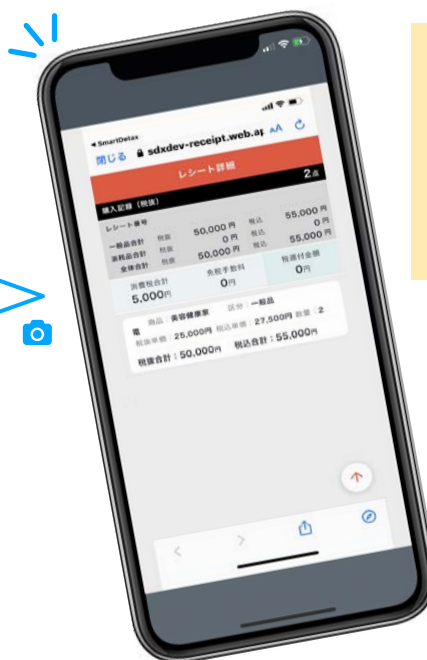 ◀ SmartDetax
閉じる sdxdev-receipt.web.ap AA
レシート詳細
購入記録（税抜） 2点
レシート番号
一般品合計 税抜 50,000 円 税込 55,000 円
消耗品合計 税抜 0 円 税込 0 円
全体合計 税抜 50,000 円 税込 55,000 円
消費税合計 免税手数料 税還付金額
5,000円 0円 0円
電 商品：美容健康家 区分：一般品
税抜単価：25,000円 税込単価：27,500円 数量：2
税抜合計：50,000円 税込合計：55,000円